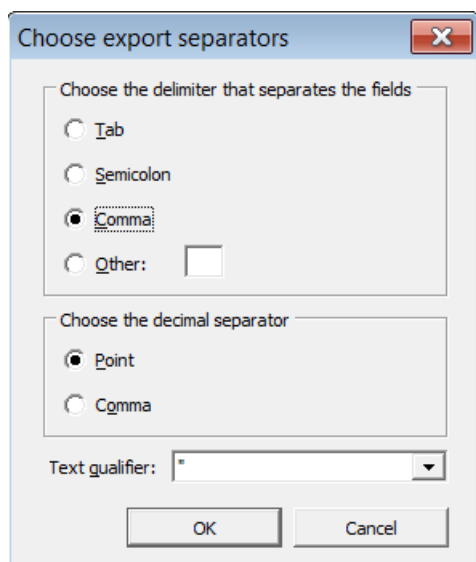 Choose export separators
Choose the delimiter that separates the fields
Tab
Semicolon
Comma
Other:
Choose the decimal separator
Point
Comma
Text qualifier: "
OK Cancel